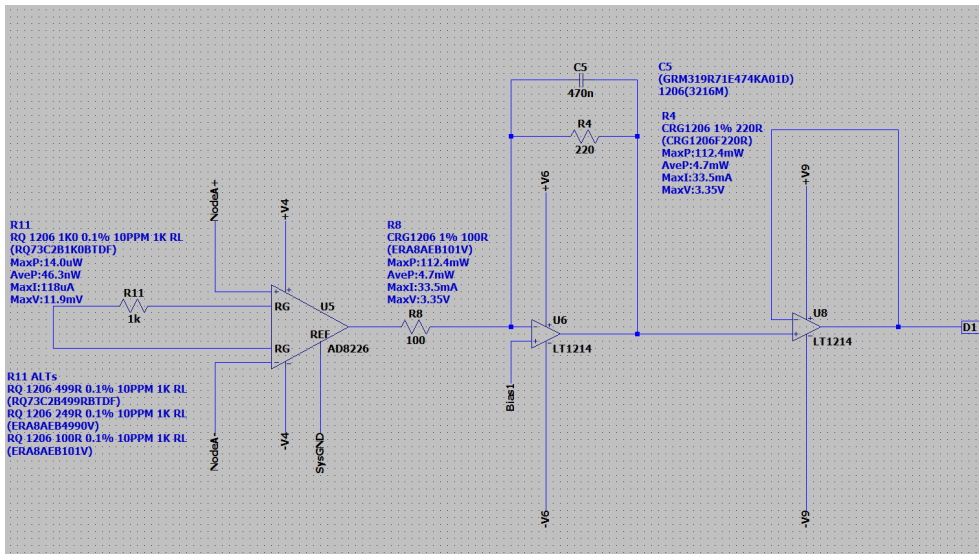 C5
470n
R4
220
C5
(GRM319R71E474KA01D)
1206(3216M)
R4
CRG1206 1% 220R
(CRG1206F220R)
MaxP:112.4mW
AveP:4.7mW
MaxI:33.5mA
MaxV:3.35V
NodeA+
+V4
+V6
+V9
R11
RQ 1206 1K0 0.1% 10PPM 1K RL
(RQ73C2B1K0BTDF)
MaxP:14.0uW
AveP:46.3nW
MaxI:118uA
MaxV:11.9mV
R8
CRG1206 1% 100R
(ERA8AEB101V)
MaxP:112.4mW
AveP:4.7mW
MaxI:33.5mA
MaxV:3.35V
R11
1k
RG
RG
U5
REF
AD8226
R8
100
U6
LT1214
U8
LT1214
D1
R11 ALTs
RQ 1206 499R 0.1% 10PPM 1K RL
(RQ73C2B499RBTDF)
RQ 1206 249R 0.1% 10PPM 1K RL
(ERA8AEB4990V)
RQ 1206 100R 0.1% 10PPM 1K RL
(ERA8AEB101V)
NodeA-
-V4
SysGND
Bias1
-V6
-V9